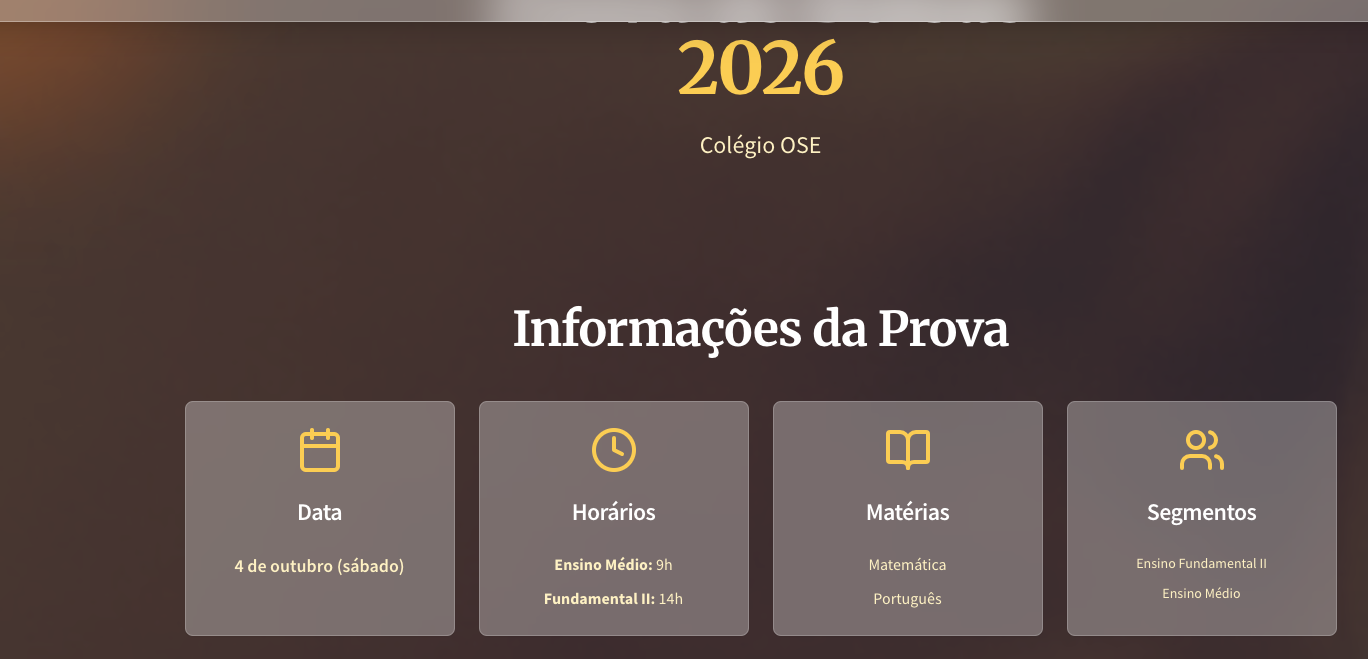 2026
Colégio OSE
Informações da Prova
Data
4 de outubro (sábado)
Horários
Ensino Médio: 9h
Fundamental II: 14h
Matérias
Matemática
Português
Segmentos
Ensino Fundamental II
Ensino Médio